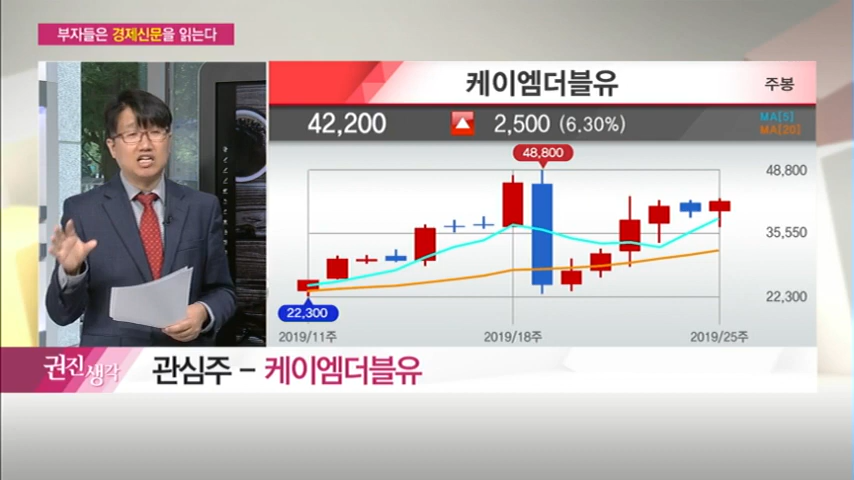 부자들은 경제신문을 읽는다
케이엠더블유
주봉
42,200
2,500 (6.30%)
MA[5]
MA[20]
48,800
48,800
35,550
22,300
22,300
2019/11주
2019/18주
2019/25주
권진생각
관심주 - 케이엠더블유